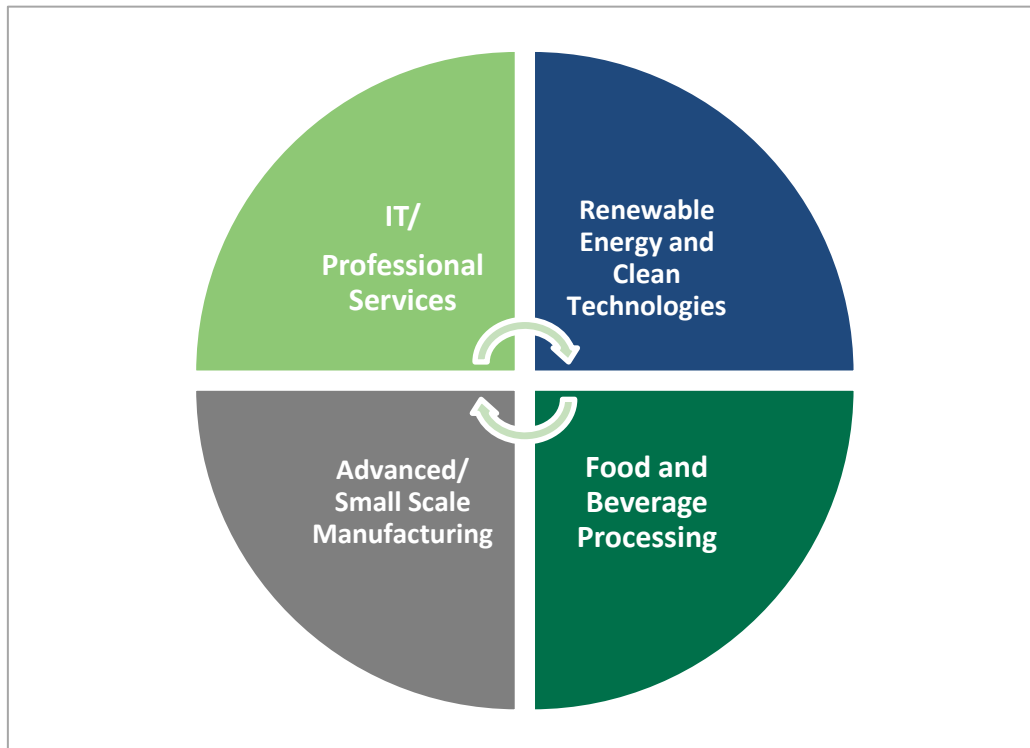 IT/
Professional
Services
Renewable
Energy and
Clean
Technologies
Advanced/
Small Scale
Manufacturing
Food and
Beverage
Processing